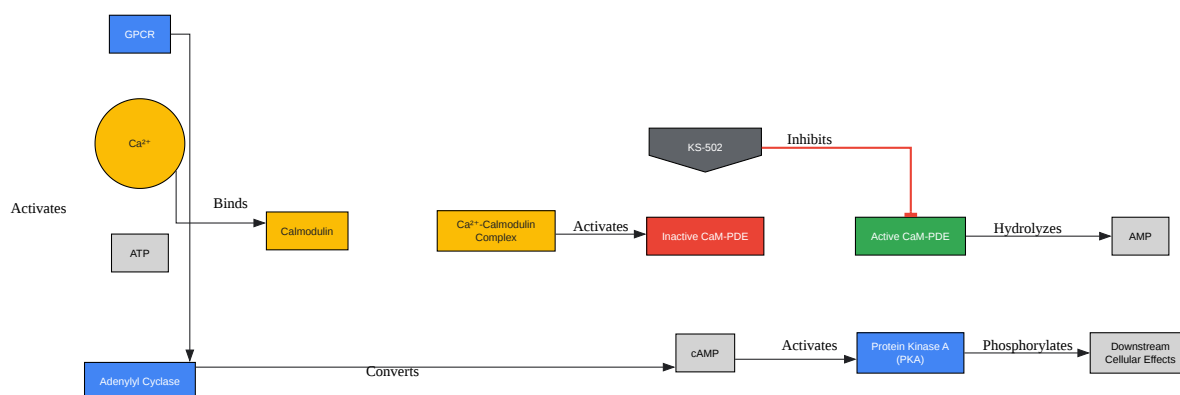 GPCR
Ca²⁺
KS-502
Inhibits
Activates
Binds
Calmodulin
Ca²⁺-Calmodulin
Complex
Activates
Inactive CaM-PDE
Active CaM-PDE
Hydrolyzes
AMP
ATP
Adenylyl Cyclase
Converts
cAMP
Activates
Protein Kinase A
(PKA)
Phosphorylates
Downstream
Cellular Effects